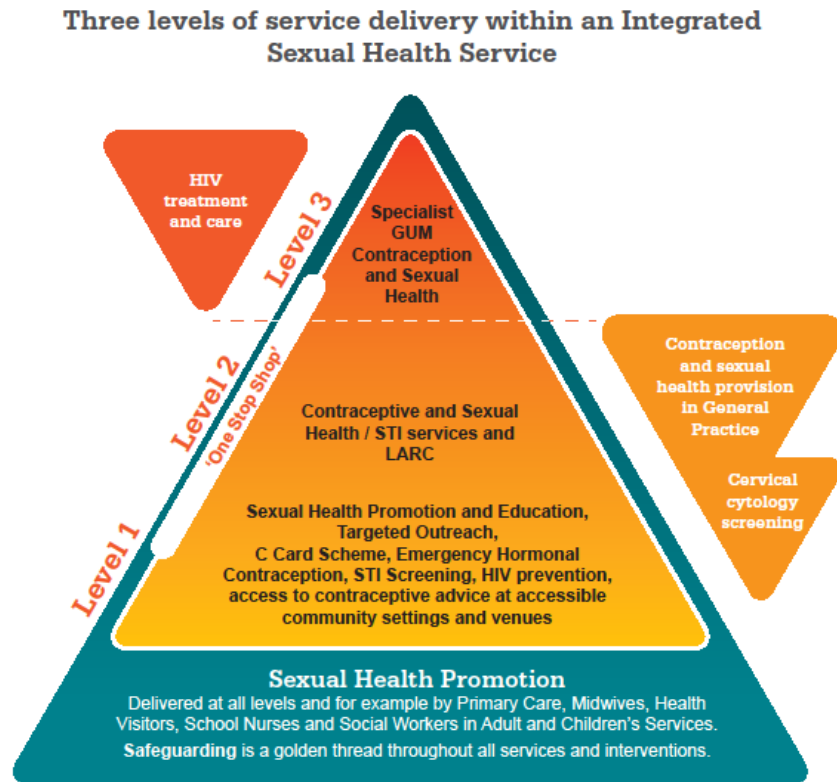 Three levels of service delivery within an Integrated
Sexual Health Service
HIV
treatment
and care
Level 3
Specialist
GUM
Contraception
and Sexual
Health
Level 2
'One Stop Shop'
Contraception
and sexual
health provision
in General
Practice
Contraceptive and Sexual
Health / STI services and
LARC
Cervical
cytology
screening
Level 1
Sexual Health Promotion and Education,
Targeted Outreach,
C Card Scheme, Emergency Hormonal
Contraception, STI Screening, HIV prevention,
access to contraceptive advice at accessible
community settings and venues
Sexual Health Promotion
Delivered at all levels and for example by Primary Care, Midwives, Health
Visitors, School Nurses and Social Workers in Adult and Children's Services.
Safeguarding is a golden thread throughout all services and interventions.